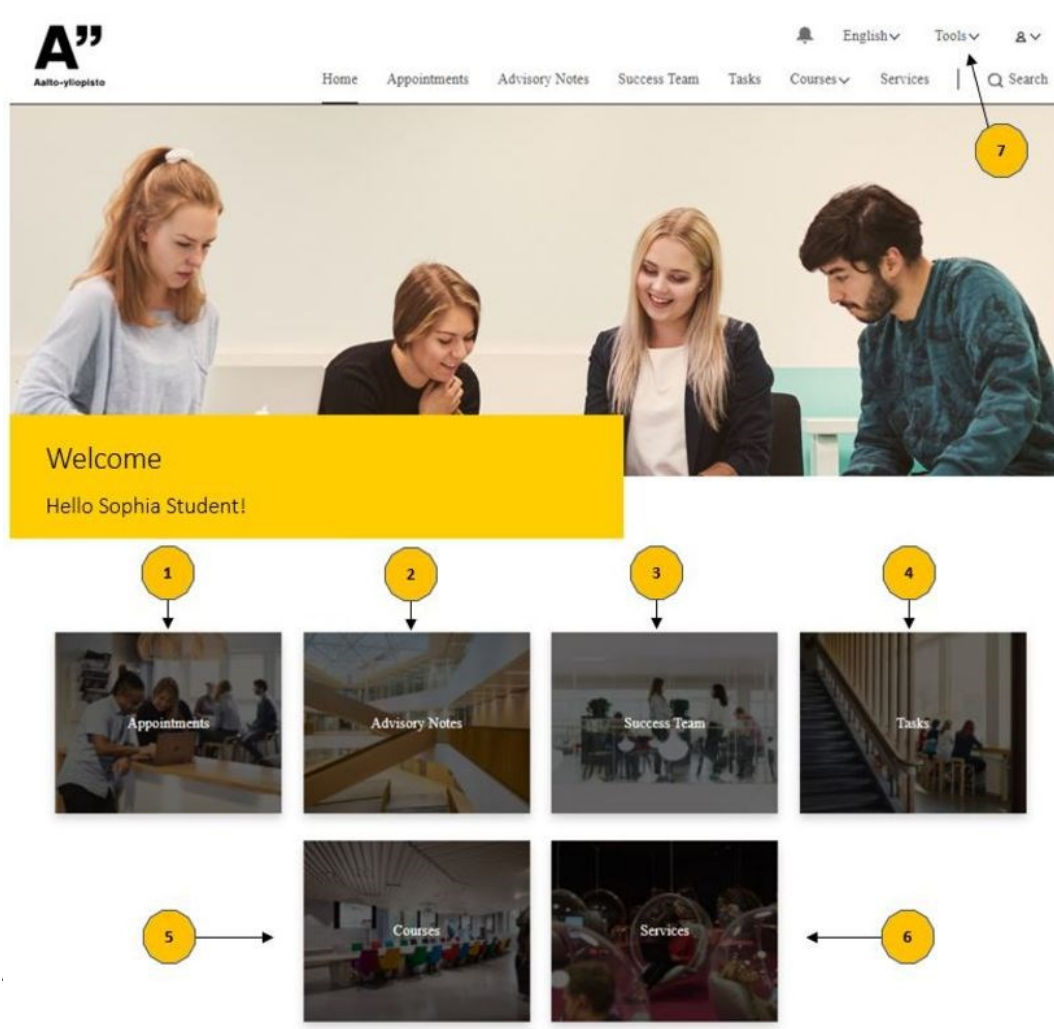 A”
Aalto-yliopisto
English Tools
Home Appointments Advisory Notes Success Team Tasks Courses Services Search
7
Welcome
Hello Sophia Student!
1 2 3 4
Appointments Advisory Notes Success Team Tasks
5 Courses Services 6